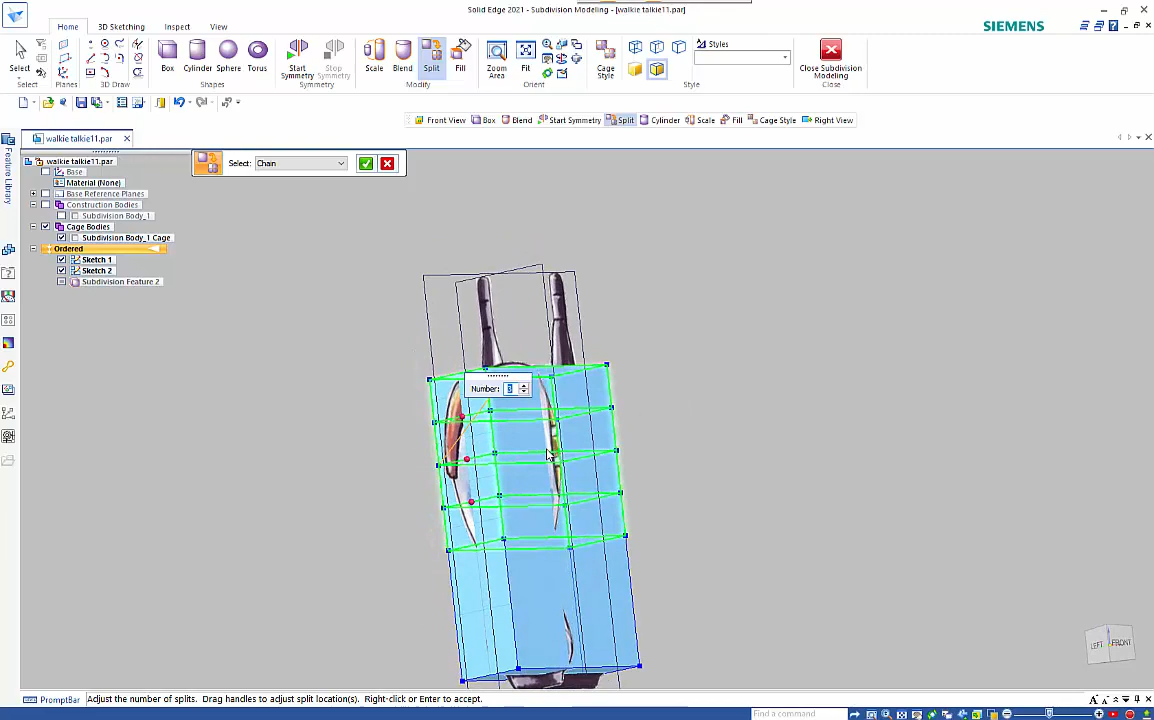 Solid Edge 2021 - Subdivision Modeling - [walkie talkie11.par]
Home 3D Sketching Inspect View
SIEMENS
Select
Box Cylinder Sphere Torus
Start Symmetry Stop Symmetry
Scale Blend Split Fill
Zoom Area Fit
Cage Style
Styles
Close Subdivision Modeling
Select Planes 3D Draw Shapes Symmetry Modify Orient Style Close
Front View Box Blend Start Symmetry Split Cylinder Scale Fill Cage Style Right View
walkie talkie11.par
Feature Library
walkie talkie11.par
Base
Material (None)
Base Reference Planes
Construction Bodies
Subdivision Body_1
Cage Bodies
Subdivision Body_1 Cage
Ordered
Sketch 1
Sketch 2
Subdivision Feature 2
Select: Chain
Number: 3
LEFT FRONT
PromptBar
Adjust the number of splits. Drag handles to adjust split location(s). Right-click or Enter to accept.
Find a command